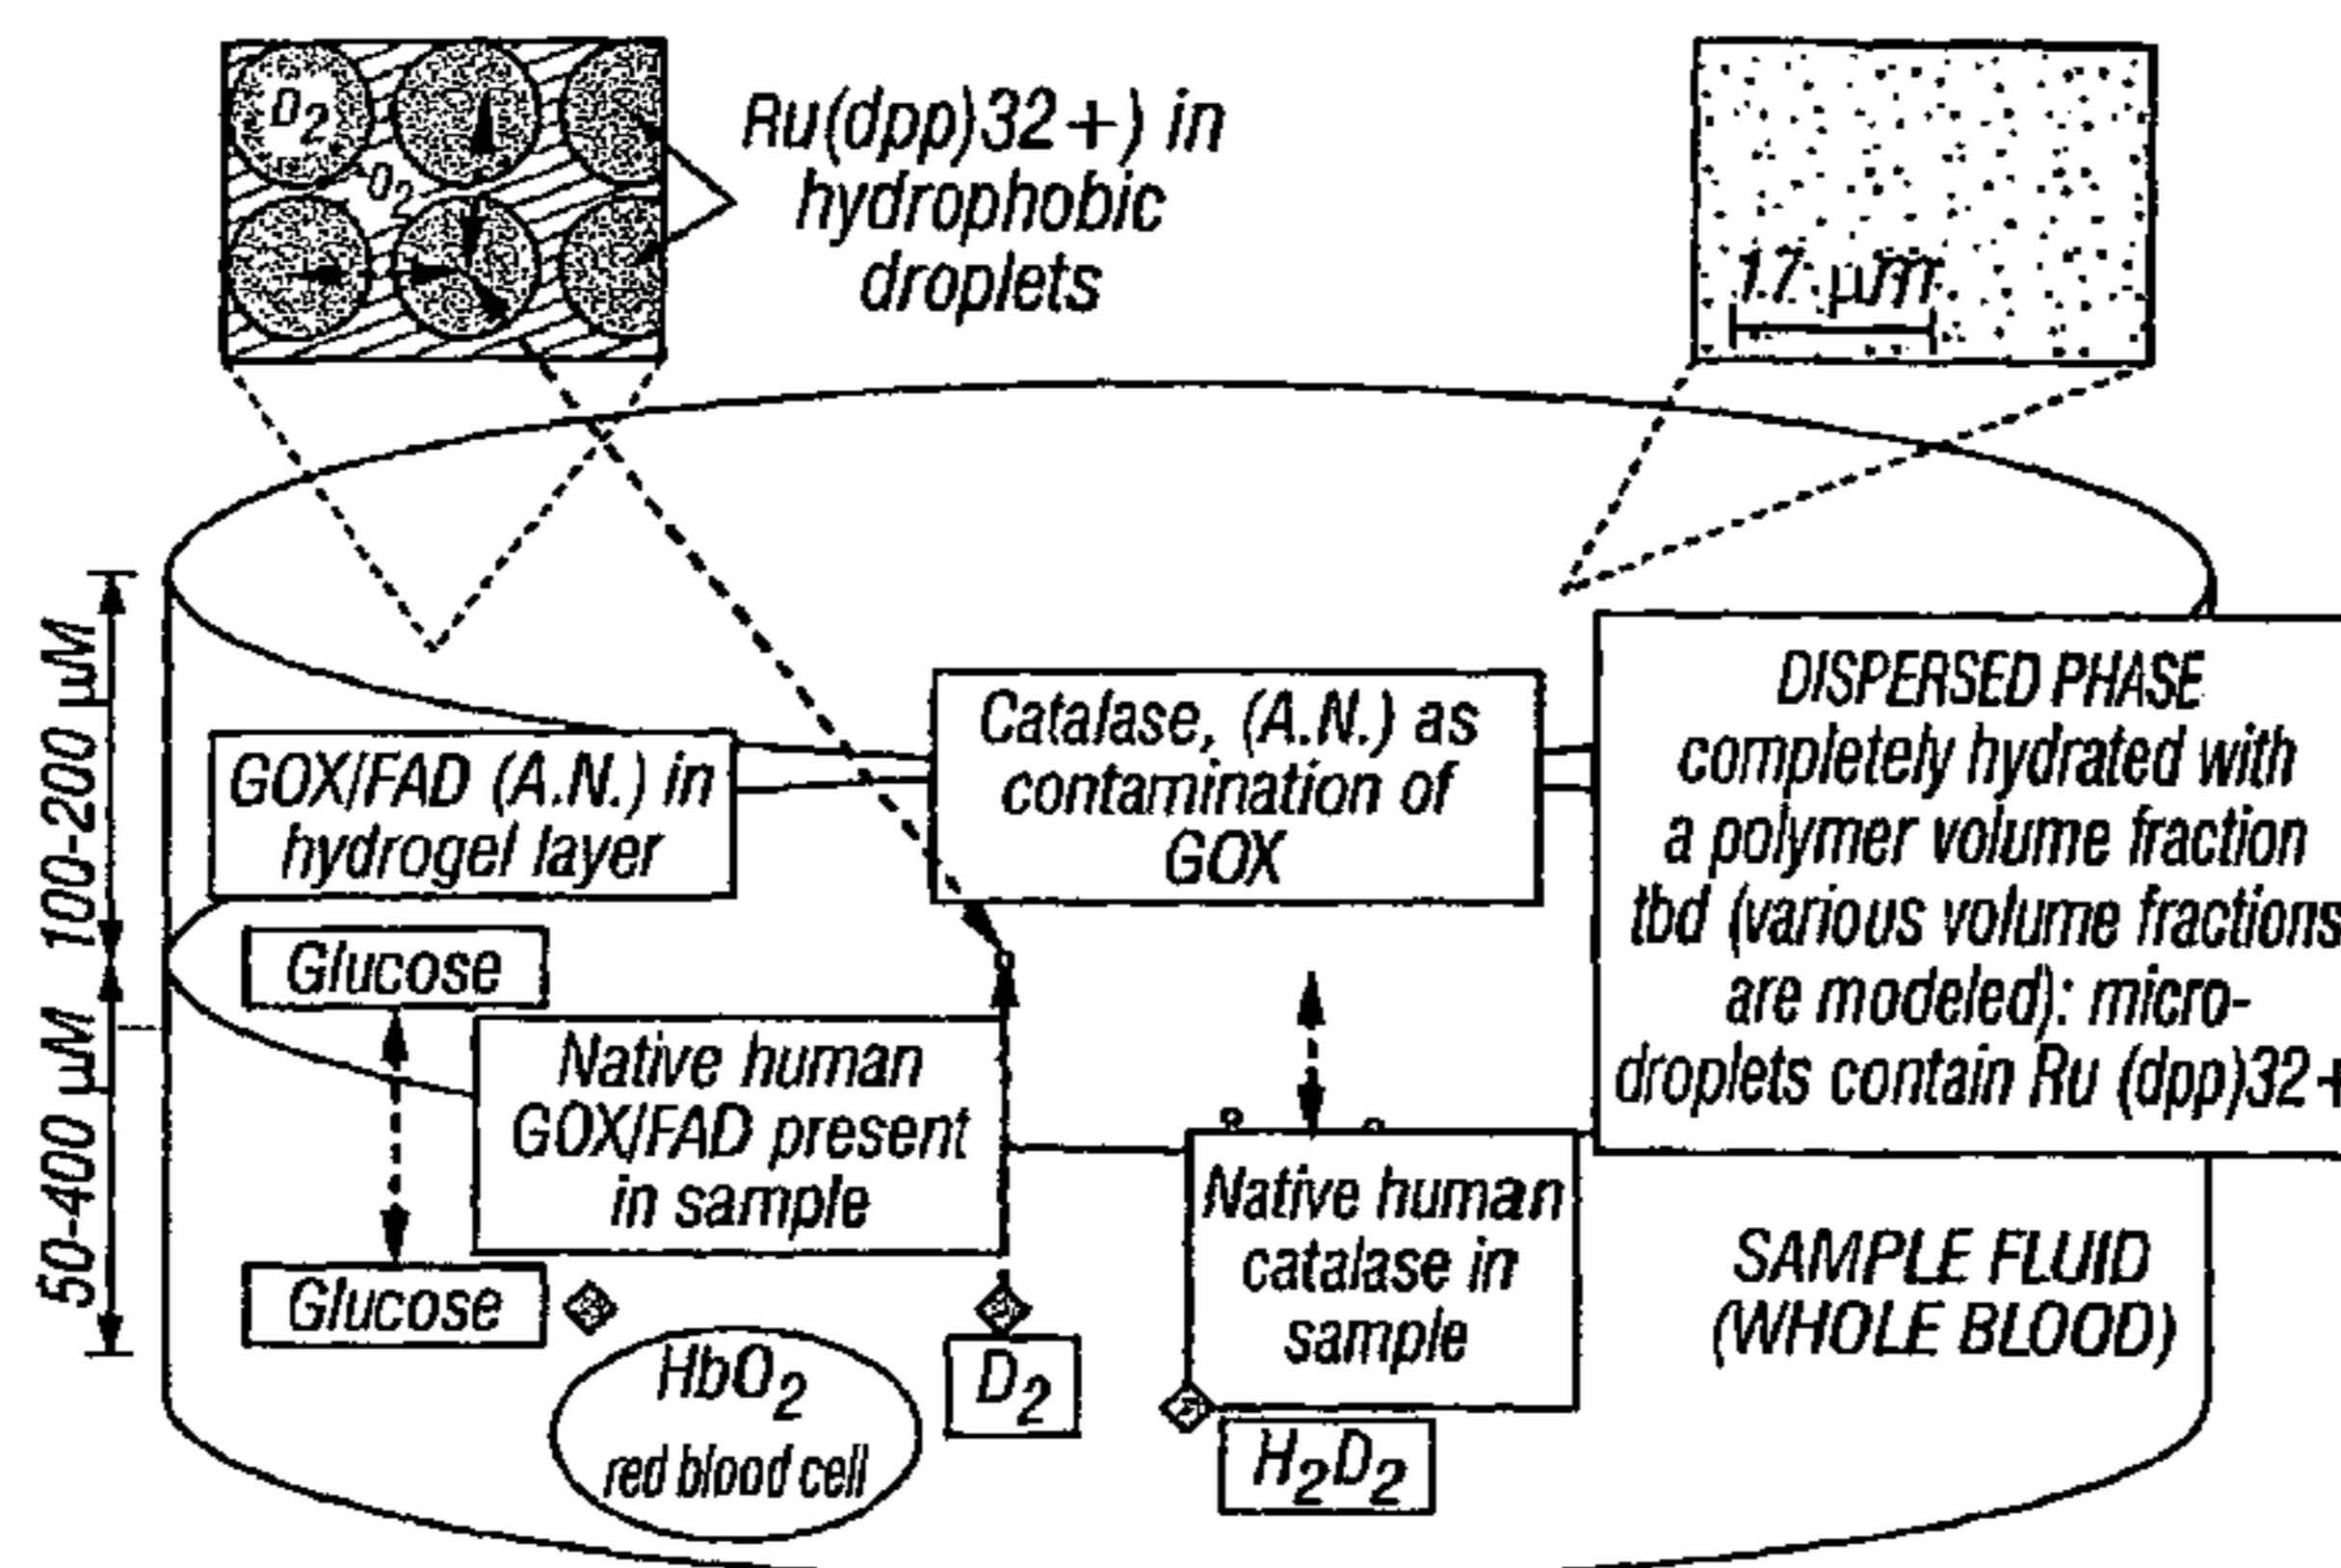 D2
O2
Ru(dpp)32+) in
hydrophobic
droplets
17 µm
100-200 µM
50-400 µM
GOX/FAD (A.N.) in
hydrogel layer
Catalase, (A.N.) as
contamination of
GOX
DISPERSED PHASE
completely hydrated with
a polymer volume fraction
tbd (various volume fractions
are modeled): micro-
droplets contain Ru (dpp)32+
Glucose
Native human
GOX/FAD present
in sample
Glucose
HbO2
red blood cell
D2
Native human
catalase in
sample
H2D2
SAMPLE FLUID
(WHOLE BLOOD)